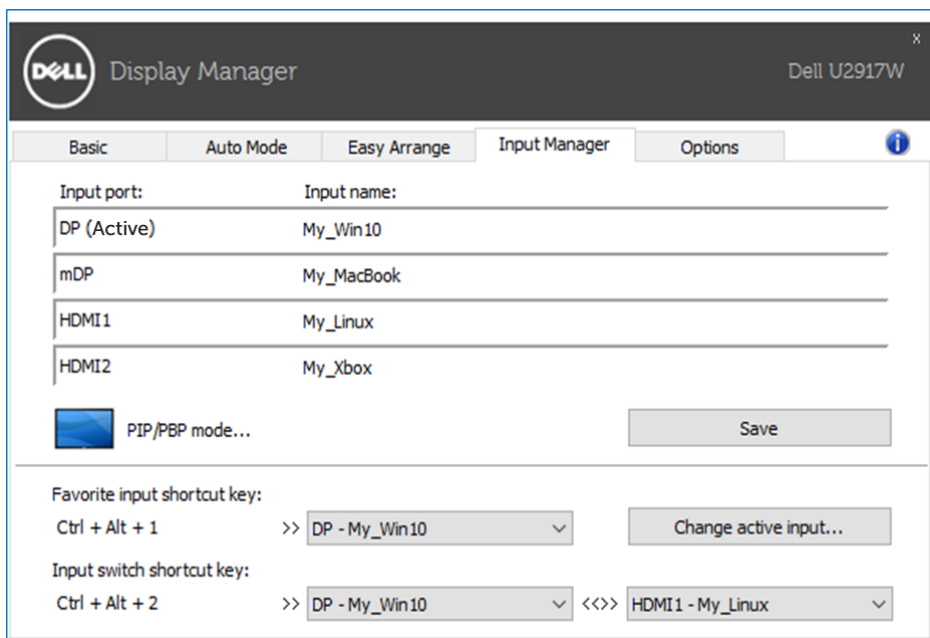 x
DELL Display Manager Dell U2917W
Basic Auto Mode Easy Arrange Input Manager Options i
Input port: Input name:
DP (Active) My_Win10
mDP My_MacBook
HDMI1 My_Linux
HDMI2 My_Xbox
PIP/PBP mode... Save
Favorite input shortcut key:
Ctrl + Alt + 1 >> DP - My_Win10 Change active input...
Input switch shortcut key:
Ctrl + Alt + 2 >> DP - My_Win10 <<>> HDMI1 - My_Linux